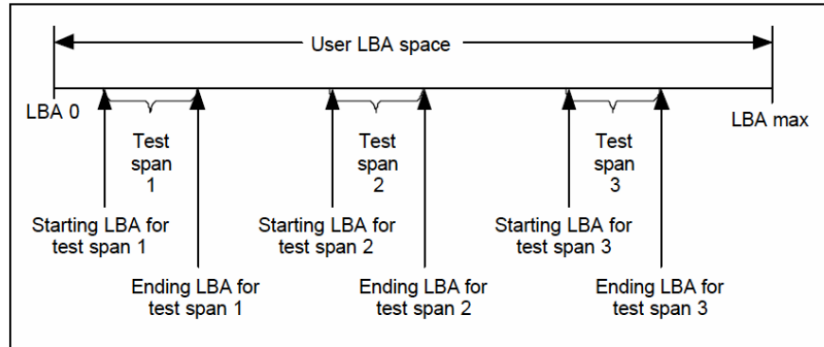 User LBA space
LBA 0
LBA max
Test
span
1
Test
span
2
Test
span
3
Starting LBA for
test span 1
Starting LBA for
test span 2
Starting LBA for
test span 3
Ending LBA for
test span 1
Ending LBA for
test span 2
Ending LBA for
test span 3